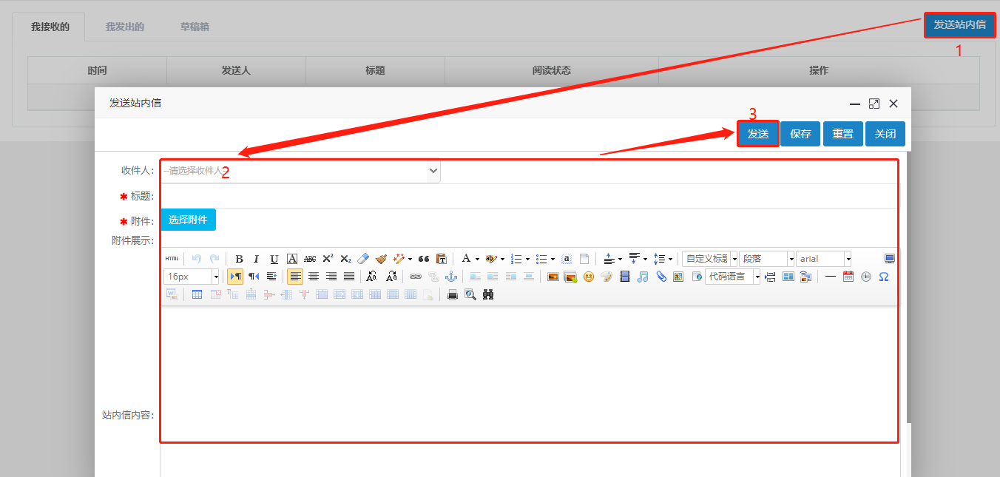 我接收的 我发出的 草稿箱 发送站内信
1
时间 发送人 标题 阅读状态 操作
发送站内信
3
发送 保存 重置 关闭
收件人: --请选择收件人--
2
✱ 标题:
✱ 附件: 选择附件
附件展示:
HTML B I U A ABC X² X₂ A 自定义标题 段落 arial
16px 代码语言
站内信内容: